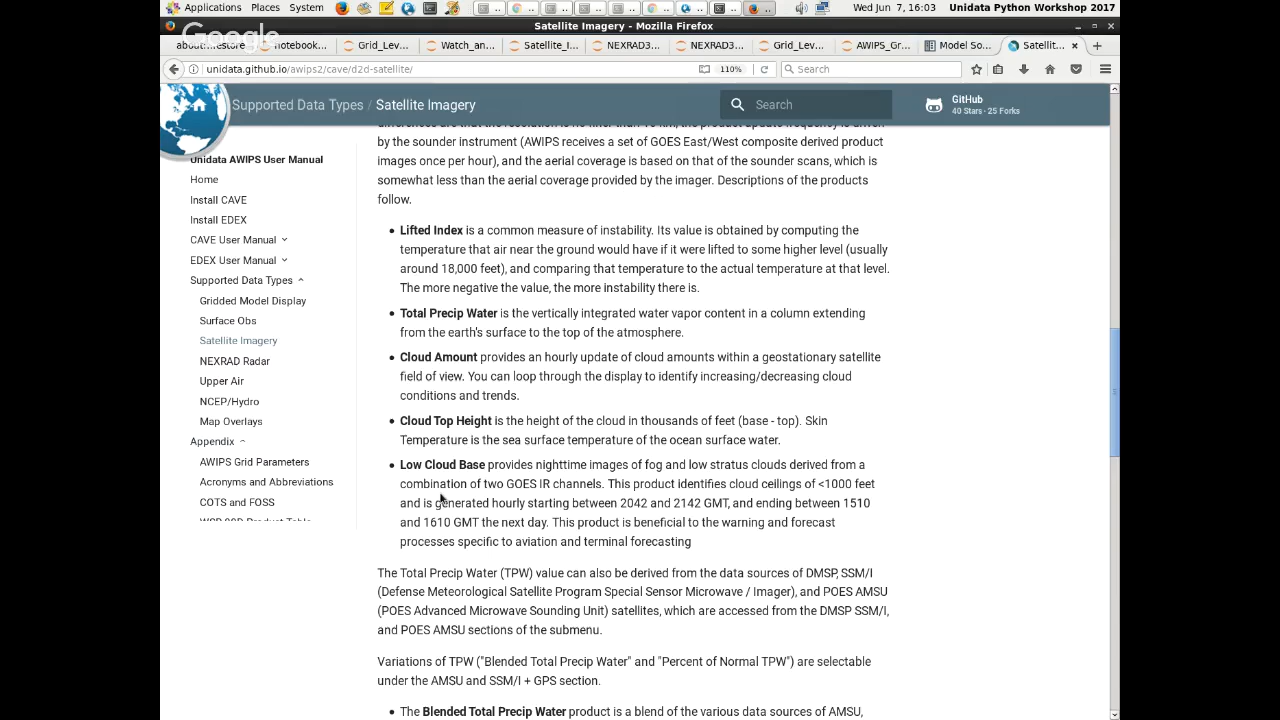 Applications Places System Wed Jun 7, 16:03 Unidata Python Workshop 2017
Google
Satellite Imagery - Mozilla Firefox
notebook... Grid_Lev... Watch_an... Satellite_I... NEXRAD3... NEXRAD3... Grid_Lev... AWIPS_Gr... Model So... Satellit...
unidata.github.io/awips2/cave/d2d-satellite/ 110% Search
Supported Data Types / Satellite Imagery Search GitHub
40 Stars · 25 Forks
Unidata AWIPS User Manual
Home
Install CAVE
Install EDEX
CAVE User Manual
EDEX User Manual
Supported Data Types
Gridded Model Display
Surface Obs
Satellite Imagery
NEXRAD Radar
Upper Air
NCEP/Hydro
Map Overlays
Appendix
AWIPS Grid Parameters
Acronyms and Abbreviations
COTS and FOSS
by the sounder instrument (AWIPS receives a set of GOES East/West composite derived product
images once per hour), and the aerial coverage is based on that of the sounder scans, which is
somewhat less than the aerial coverage provided by the imager. Descriptions of the products
follow.
Lifted Index is a common measure of instability. Its value is obtained by computing the
temperature that air near the ground would have if it were lifted to some higher level (usually
around 18,000 feet), and comparing that temperature to the actual temperature at that level.
The more negative the value, the more instability there is.
Total Precip Water is the vertically integrated water vapor content in a column extending
from the earth's surface to the top of the atmosphere.
Cloud Amount provides an hourly update of cloud amounts within a geostationary satellite
field of view. You can loop through the display to identify increasing/decreasing cloud
conditions and trends.
Cloud Top Height is the height of the cloud in thousands of feet (base - top). Skin
Temperature is the sea surface temperature of the ocean surface water.
Low Cloud Base provides nighttime images of fog and low stratus clouds derived from a
combination of two GOES IR channels. This product identifies cloud ceilings of <1000 feet
and is generated hourly starting between 2042 and 2142 GMT, and ending between 1510
and 1610 GMT the next day. This product is beneficial to the warning and forecast
processes specific to aviation and terminal forecasting
The Total Precip Water (TPW) value can also be derived from the data sources of DMSP, SSM/I
(Defense Meteorological Satellite Program Special Sensor Microwave / Imager), and POES AMSU
(POES Advanced Microwave Sounding Unit) satellites, which are accessed from the DMSP SSM/I,
and POES AMSU sections of the submenu.
Variations of TPW ("Blended Total Precip Water" and "Percent of Normal TPW") are selectable
under the AMSU and SSM/I + GPS section.
The Blended Total Precip Water product is a blend of the various data sources of AMSU,